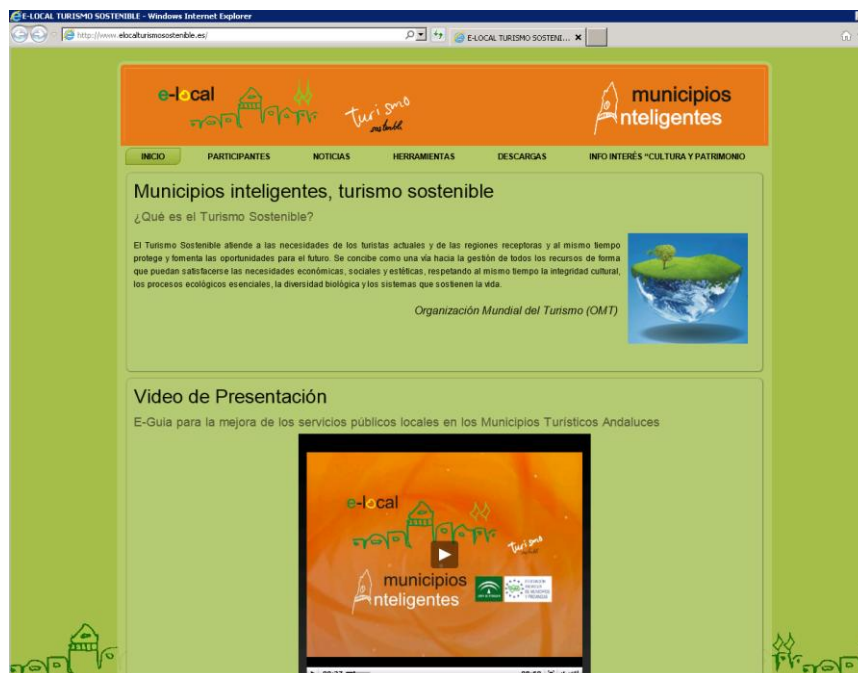 E-LOCAL TURISMO SOSTENIBLE - Windows Internet Explorer
http://www.elocalturismosostenible.es/
E-LOCAL TURISMO SOSTENI...
e-local
Turismo
sostenible
municipios
inteligentes
INICIO PARTICIPANTES NOTICIAS HERRAMIENTAS DESCARGAS INFO INTERÉS "CULTURA Y PATRIMONIO
Municipios inteligentes, turismo sostenible
¿Qué es el Turismo Sostenible?
El Turismo Sostenible atiende a las necesidades de los turistas actuales y de las regiones receptoras y al mismo tiempo
protege y fomenta las oportunidades para el futuro. Se concibe como una vía hacia la gestión de todos los recursos de forma
que puedan satisfacerse las necesidades económicas, sociales y estéticas, respetando al mismo tiempo la integridad cultural,
los procesos ecológicos esenciales, la diversidad biológica y los sistemas que sostienen la vida.
Organización Mundial del Turismo (OMT)
Video de Presentación
E-Guia para la mejora de los servicios públicos locales en los Municipios Turísticos Andaluces
e-local
Turismo
municipios
inteligentes